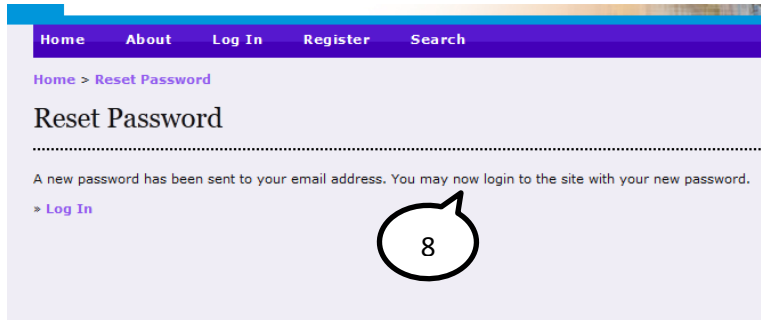 Home About Log In Register Search
Home > Reset Password
Reset Password
A new password has been sent to your email address. You may now login to the site with your new password.
» Log In
8